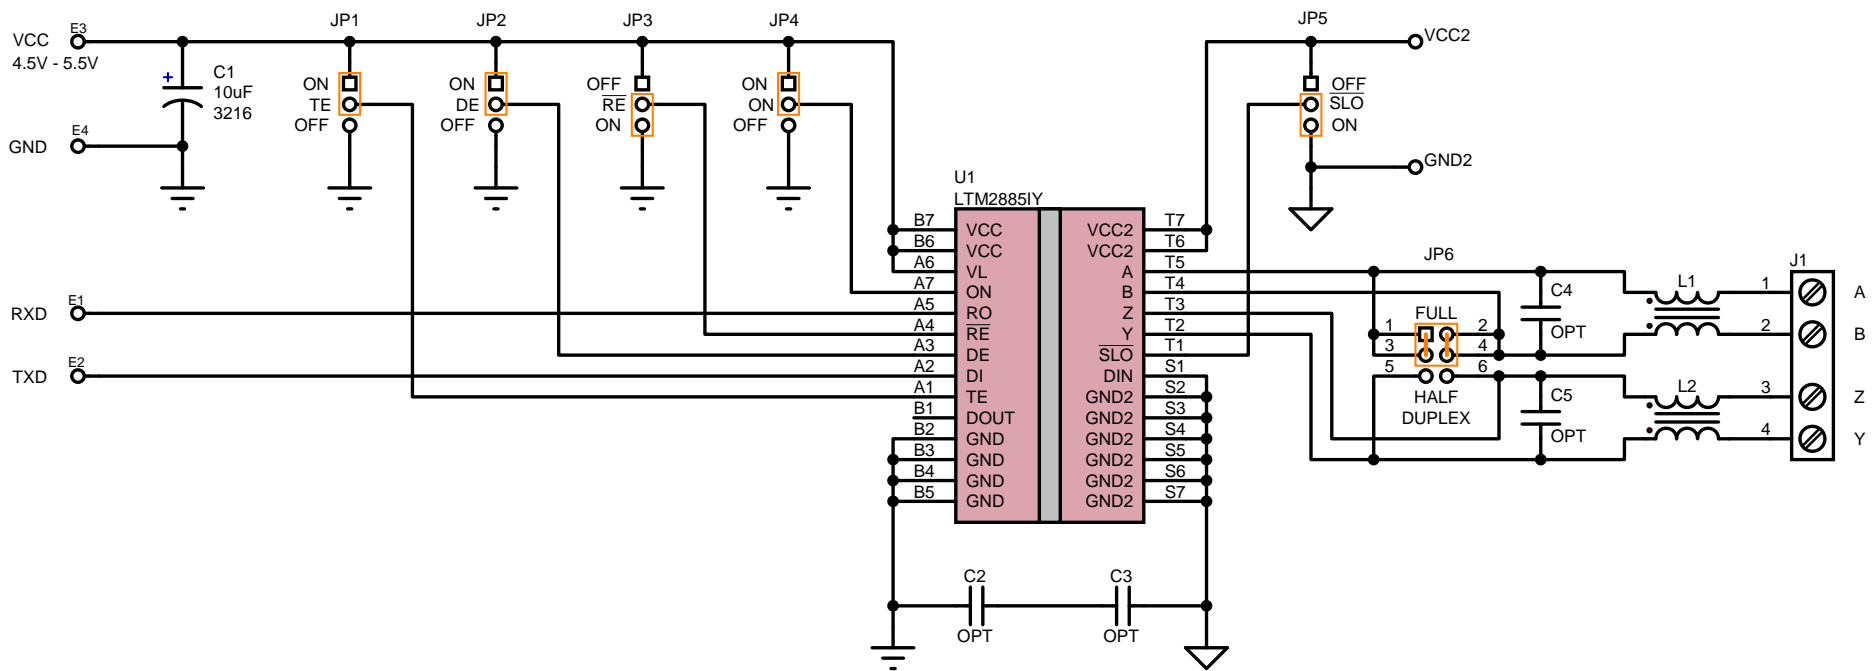 JP1
JP2
JP3
JP4
JP5
VCC
E3
4.5V - 5.5V
VCC2
+
C1
10uF
3216
ON
TE
OFF
ON
DE
OFF
OFF
RE
ON
ON
ON
OFF
OFF
SLO
ON
GND
E4
GND2
U1
LTM2885IY
B7
VCC
VCC2
T7
B6
VCC
VCC2
T6
A6
VL
A
T5
A7
ON
B
T4
RXD
E1
A5
RO
Z
T3
A4
RE
Y
T2
A3
DE
SLO
T1
TXD
E2
A2
DI
DIN
S1
A1
TE
GND2
S2
B1
DOUT
GND2
S3
B2
GND
GND2
S4
B3
GND
GND2
S5
B4
GND
GND2
S6
B5
GND
GND2
S7
JP6
FULL
1
2
3
4
5
6
HALF
DUPLEX
C4
OPT
C5
OPT
L1
L2
J1
1
A
2
B
3
Z
4
Y
C2
OPT
C3
OPT